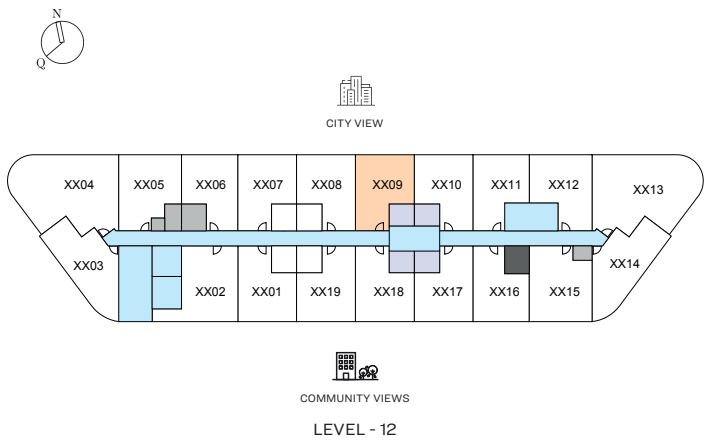 N
Q
CITY VIEW
XX04 XX05 XX06 XX07 XX08 XX09 XX10 XX11 XX12 XX13
XX03 XX02 XX01 XX19 XX18 XX17 XX16 XX15 XX14
COMMUNITY VIEWS
LEVEL - 12